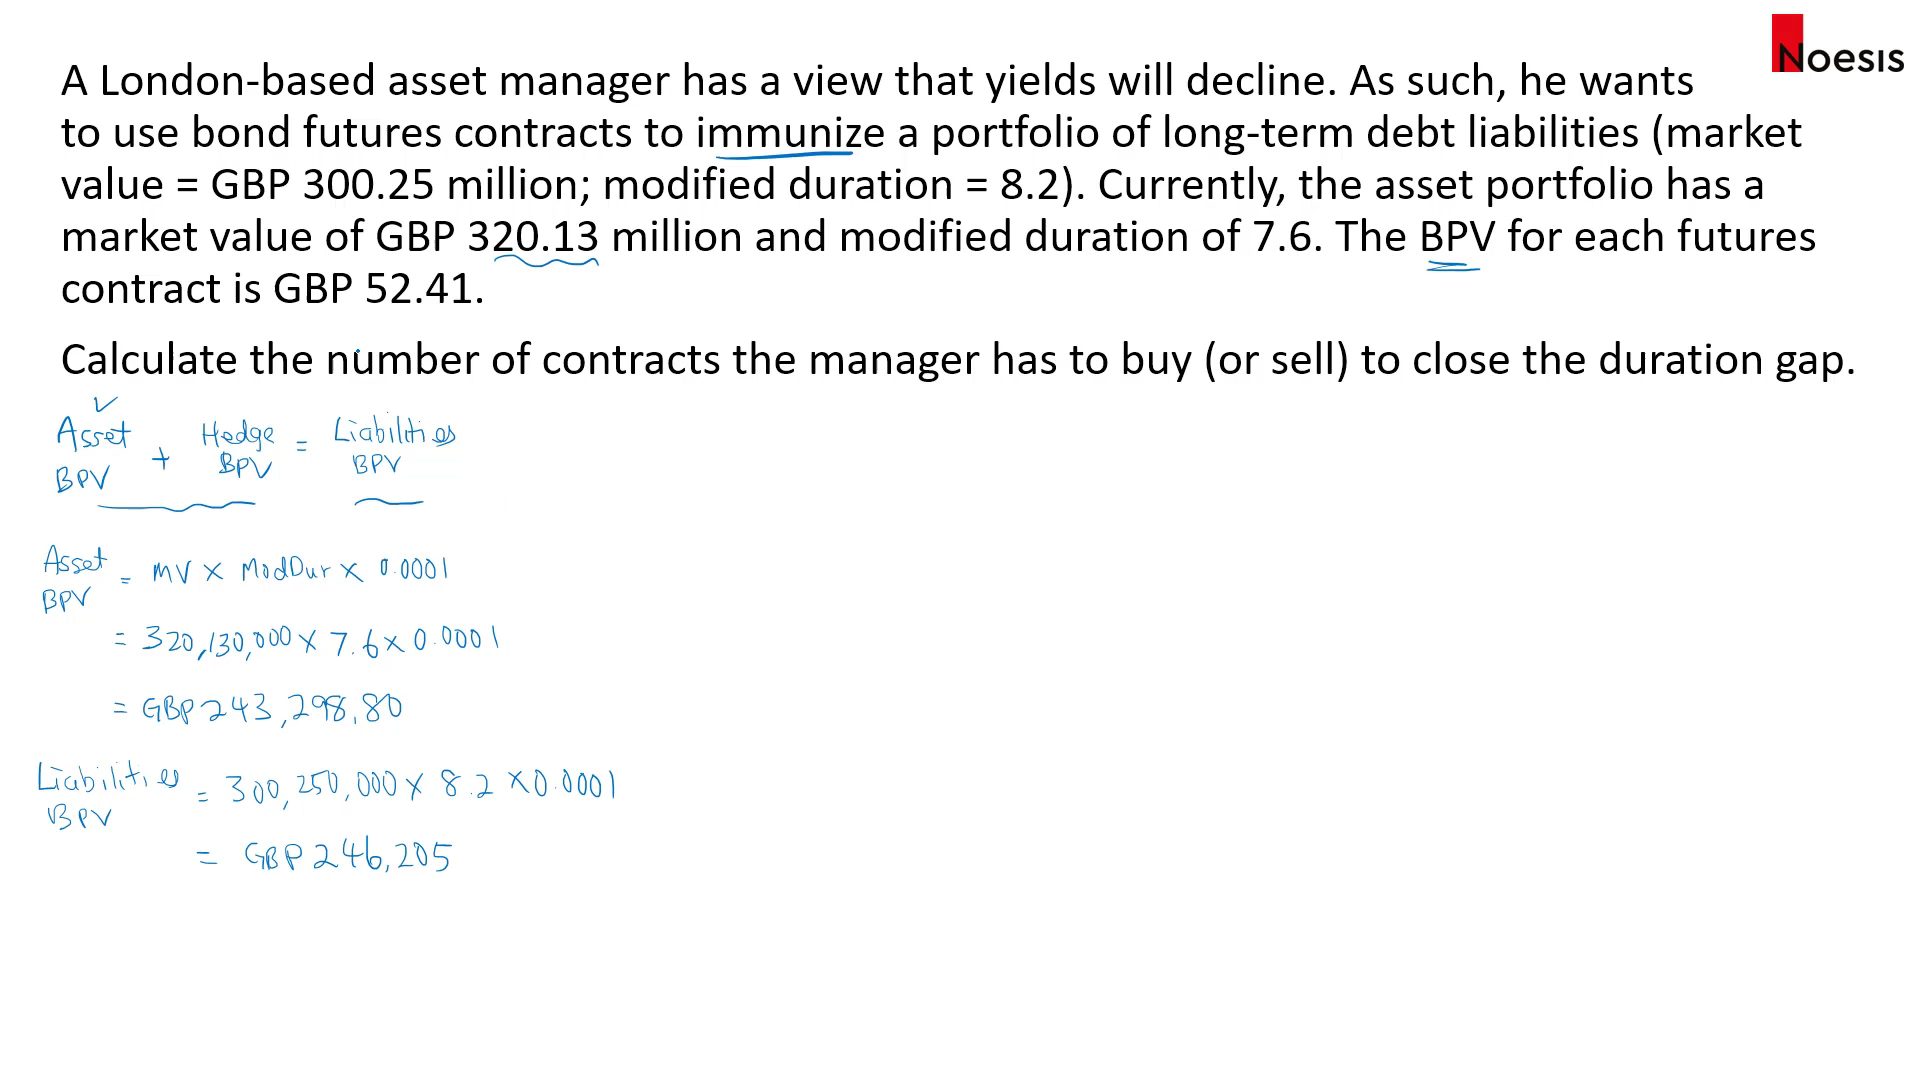 Noesis
A London-based asset manager has a view that yields will decline. As such, he wants
to use bond futures contracts to immunize a portfolio of long-term debt liabilities (market
value = GBP 300.25 million; modified duration = 8.2). Currently, the asset portfolio has a
market value of GBP 320.13 million and modified duration of 7.6. The BPV for each futures
contract is GBP 52.41.
Calculate the number of contracts the manager has to buy (or sell) to close the duration gap.
Asset + Hedge = Liabilities
BPV BPV BPV
Asset = MV × ModDur × 0.0001
BPV
= 320,130,000 × 7.6 × 0.0001
= GBP 243,298.80
Liabilities = 300,250,000 × 8.2 × 0.0001
BPV
= GBP 246,205